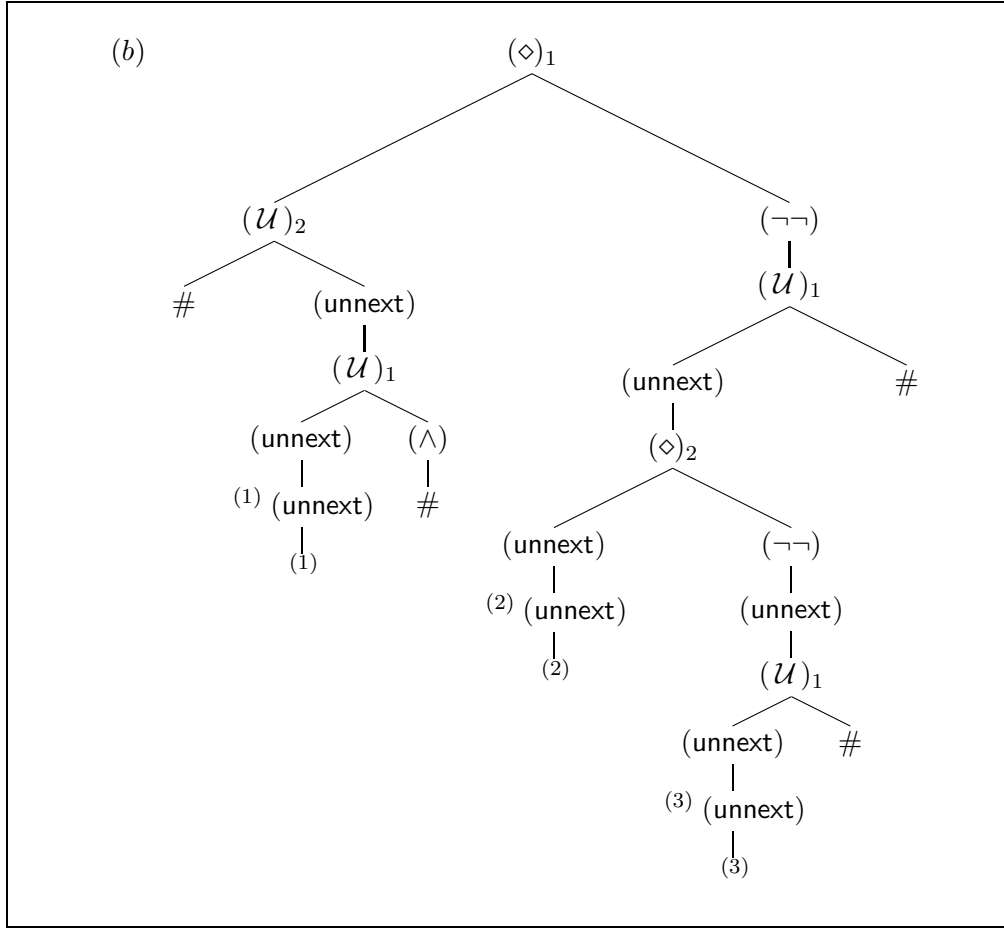 (b) (◇)₁
(𝒰)₂ (¬¬)
# (unnext) (𝒰)₁
(𝒰)₁ (unnext) #
(unnext) (∧) (◇)₂
(1) (unnext) #
(unnext) (¬¬)
(1)
(2) (unnext) (unnext)
(2) (𝒰)₁
(unnext) #
(3) (unnext)
(3)